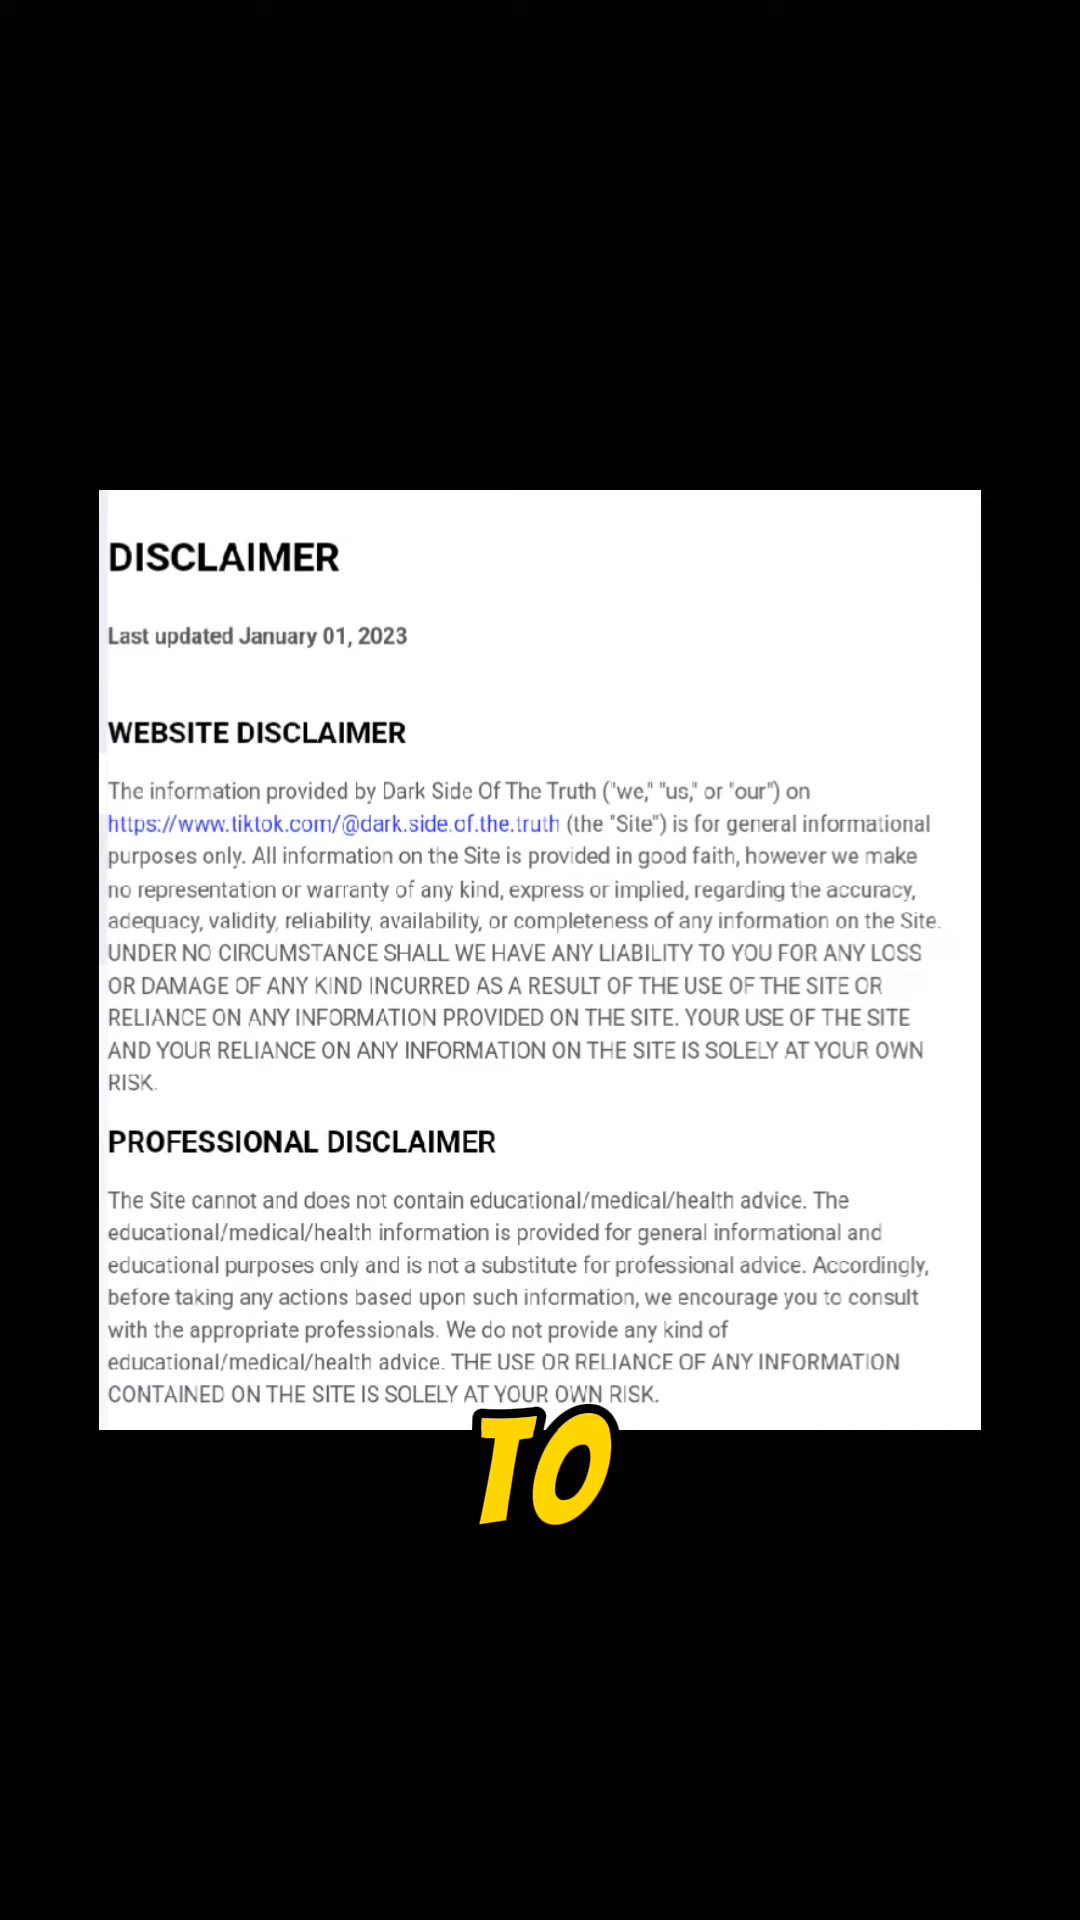 DISCLAIMER
Last updated January 01, 2023
WEBSITE DISCLAIMER
The information provided by Dark Side Of The Truth ("we," "us," or "our") on
https://www.tiktok.com/@dark.side.of.the.truth (the "Site") is for general informational
purposes only. All information on the Site is provided in good faith, however we make
no representation or warranty of any kind, express or implied, regarding the accuracy,
adequacy, validity, reliability, availability, or completeness of any information on the Site.
UNDER NO CIRCUMSTANCE SHALL WE HAVE ANY LIABILITY TO YOU FOR ANY LOSS
OR DAMAGE OF ANY KIND INCURRED AS A RESULT OF THE USE OF THE SITE OR
RELIANCE ON ANY INFORMATION PROVIDED ON THE SITE. YOUR USE OF THE SITE
AND YOUR RELIANCE ON ANY INFORMATION ON THE SITE IS SOLELY AT YOUR OWN
RISK.
PROFESSIONAL DISCLAIMER
The Site cannot and does not contain educational/medical/health advice. The
educational/medical/health information is provided for general informational and
educational purposes only and is not a substitute for professional advice. Accordingly,
before taking any actions based upon such information, we encourage you to consult
with the appropriate professionals. We do not provide any kind of
educational/medical/health advice. THE USE OR RELIANCE OF ANY INFORMATION
CONTAINED ON THE SITE IS SOLELY AT YOUR OWN RISK.
TO